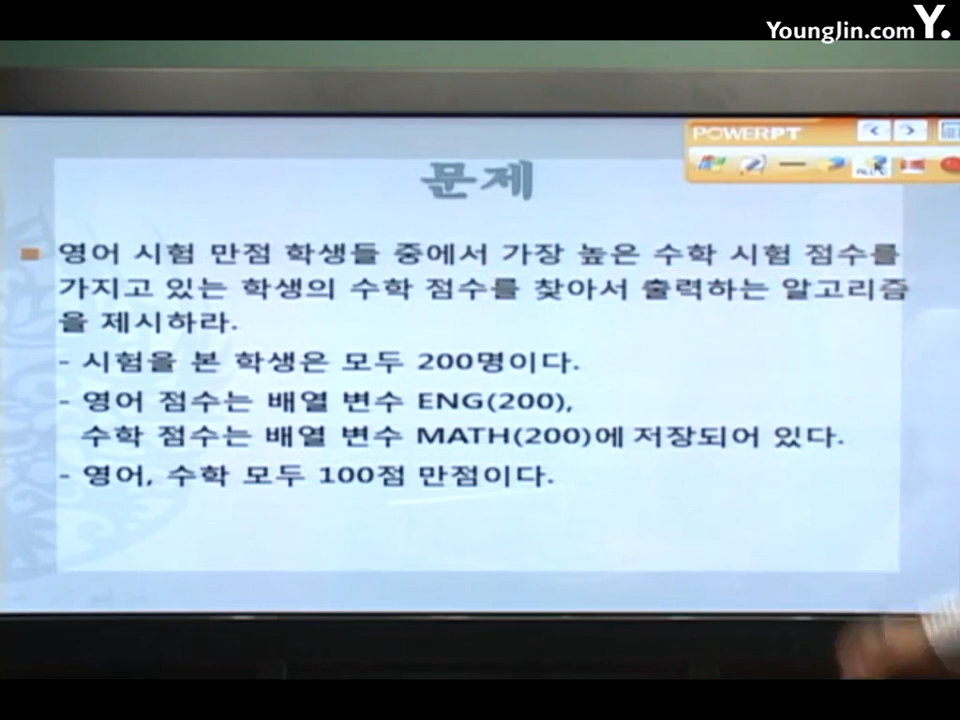 YoungJin.com Y.
POWERPT
문제
영어 시험 만점 학생들 중에서 가장 높은 수학 시험 점수를
가지고 있는 학생의 수학 점수를 찾아서 출력하는 알고리즘
을 제시하라.
- 시험을 본 학생은 모두 200명이다.
- 영어 점수는 배열 변수 ENG(200),
수학 점수는 배열 변수 MATH(200)에 저장되어 있다.
- 영어, 수학 모두 100점 만점이다.